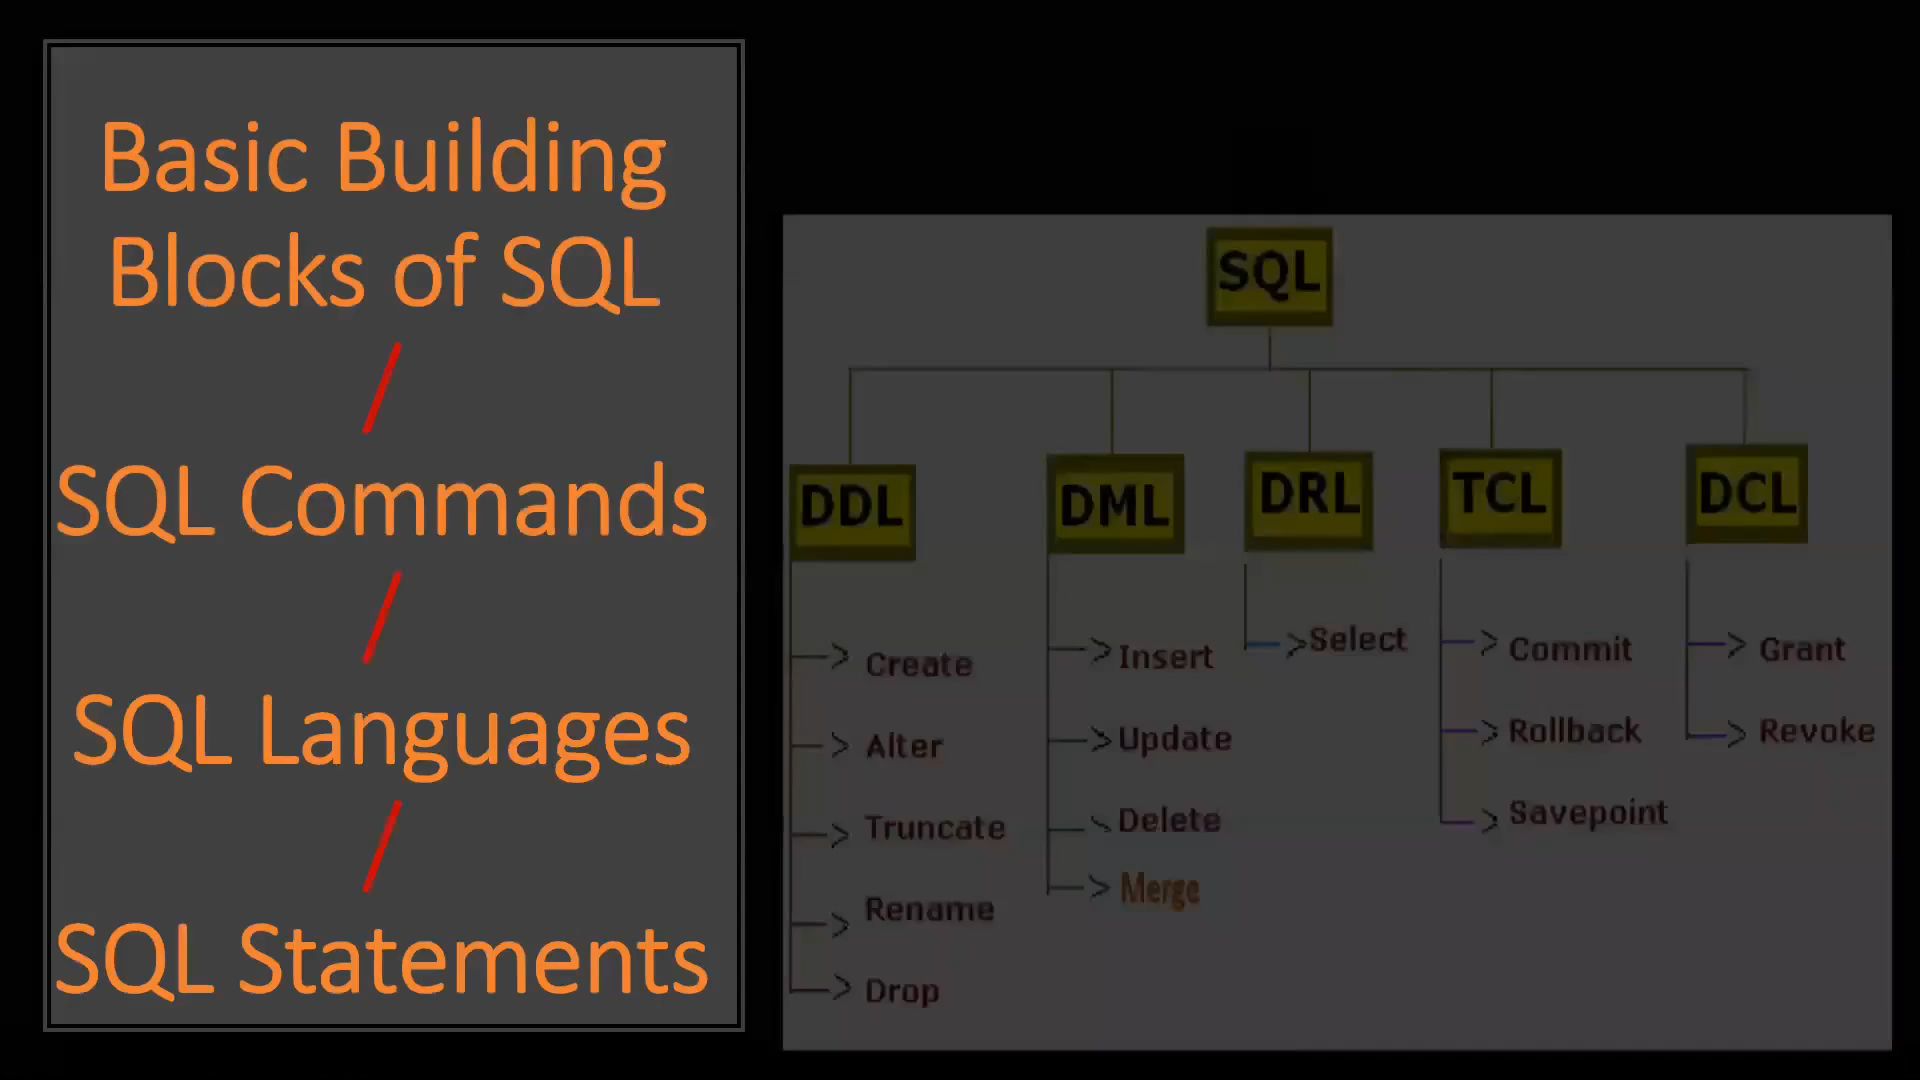 Basic Building
Blocks of SQL
/
SQL Commands
/
SQL Languages
/
SQL Statements
SQL
DDL
Create
Alter
Truncate
Rename
Drop
DML
Insert
Update
Delete
Merge
DRL
Select
TCL
Commit
Rollback
Savepoint
DCL
Grant
Revoke